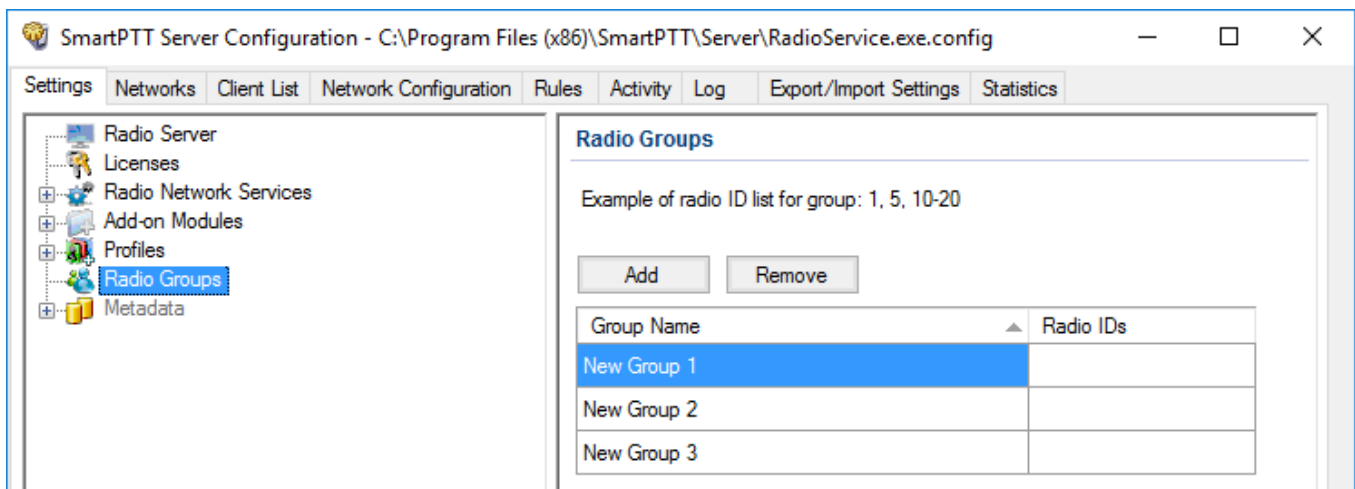 SmartPTT Server Configuration - C:\Program Files (x86)\SmartPTT\Server\RadioService.exe.config
Settings Networks Client List Network Configuration Rules Activity Log Export/Import Settings Statistics
Radio Server
Licenses
Radio Network Services
Add-on Modules
Profiles
Radio Groups
Metadata
Radio Groups
Example of radio ID list for group: 1, 5, 10-20
Add Remove
Group Name Radio IDs
New Group 1
New Group 2
New Group 3